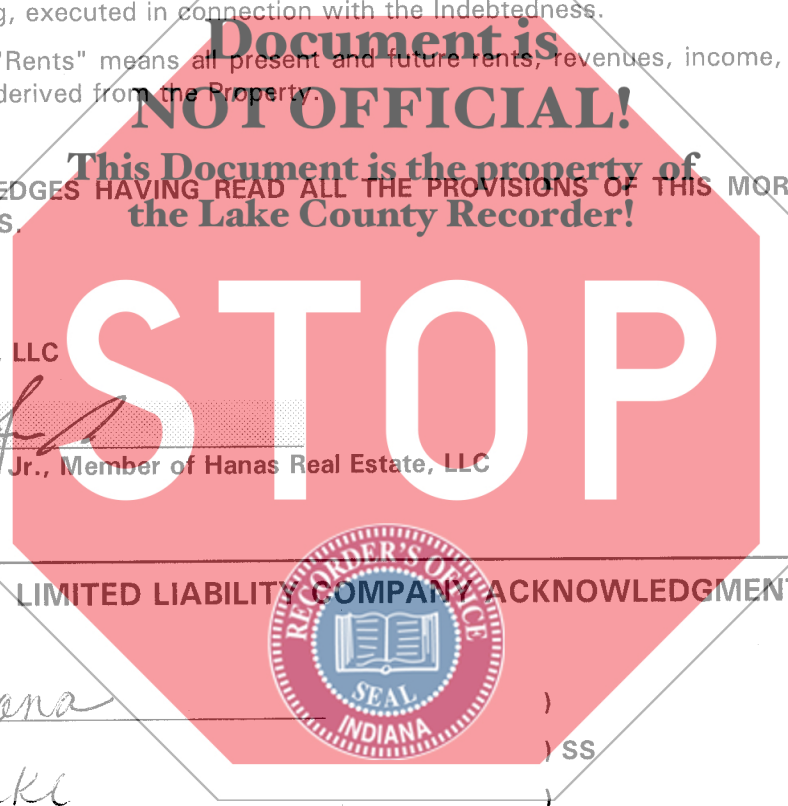 g, executed in connection with the Indebtedness.
Document is
"Rents" means all present and future rents, revenues, income,
derived from the Property.
NOT OFFICIAL!
This Document is the property of
EDGES HAVING READ ALL THE PROVISIONS OF THIS MOR
the Lake County Recorder!
S.
STOP
, LLC
Jr., Member of Hanas Real Estate, LLC
RECORDER'S OFFICE
LIMITED LIABILITY COMPANY ACKNOWLEDGMENT
SEAL
INDIANA
ana )
) SS
ke )